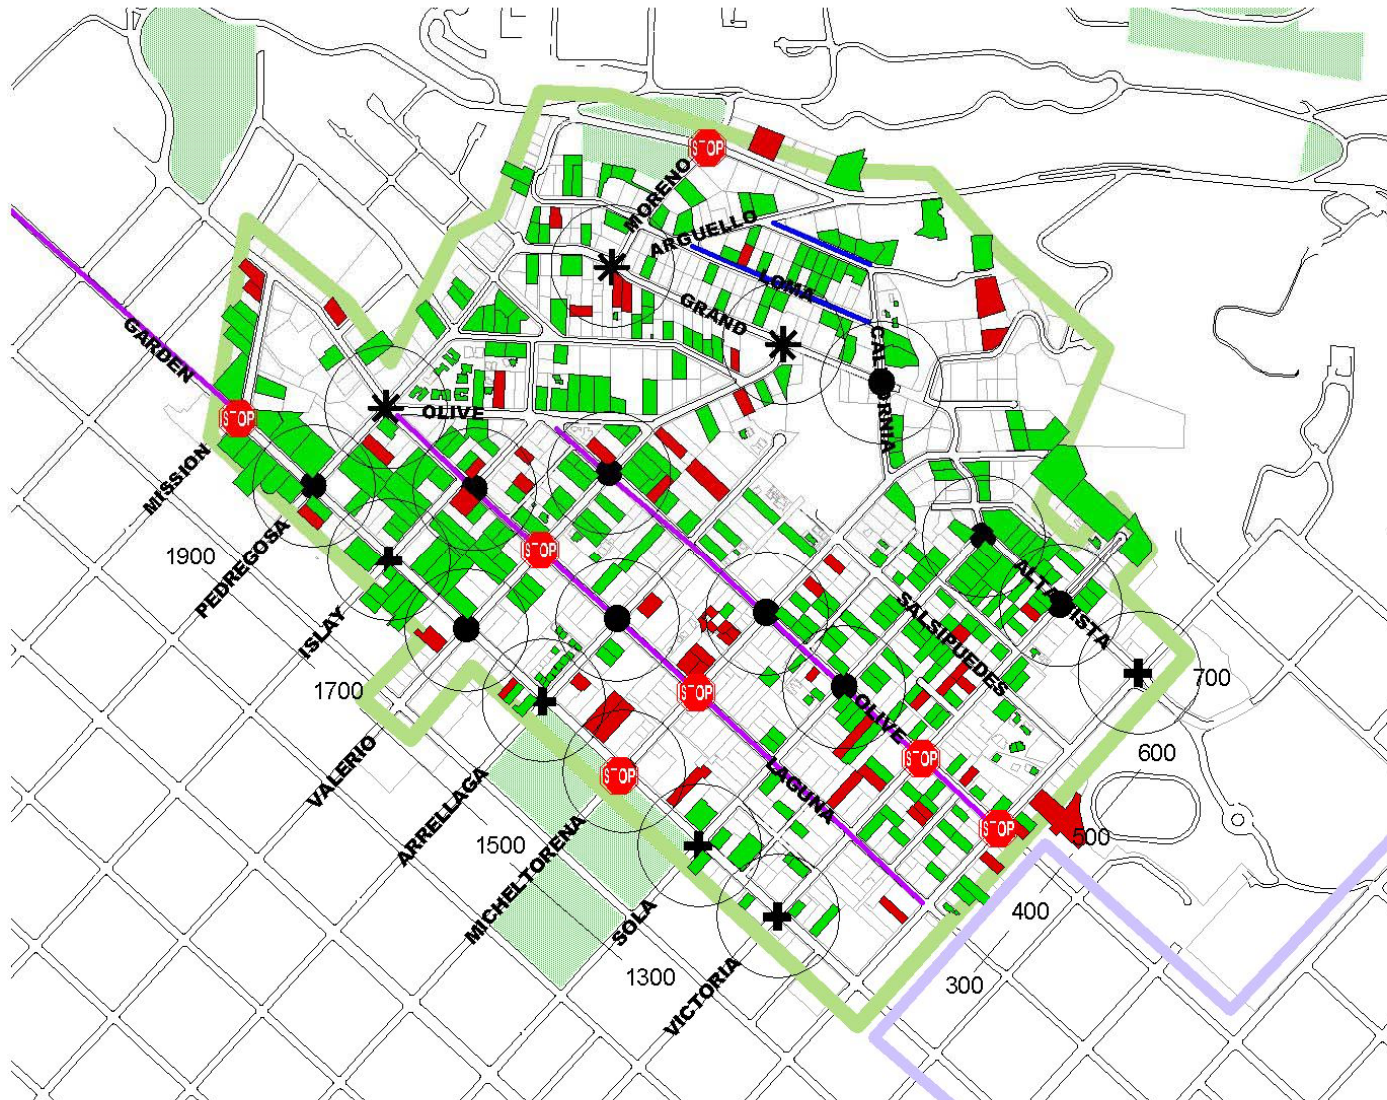 STOP
MORENO
ARGUELLO
LOMA
GRAND
CALIFORNIA
GARDEN
STOP
OLIVE
MISSION
PEDREGOSA
1900
STOP
ISLAY
ALTA VISTA
SALSIPUEDES
1700
STOP
700
OLIVE
VALERIO
600
STOP
STOP
ARRELLAGA
LAGUNA
STOP
500
1500
MICHELTORENA
SOLA
400
1300
VICTORIA
300